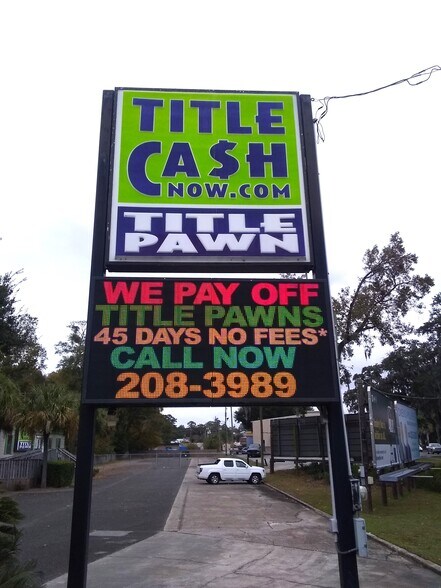 TITLE
CA$H
NOW.COM
TITLE
PAWN
WE PAY OFF
TITLE PAWNS
45 DAYS NO FEES*
CALL NOW
208-3989